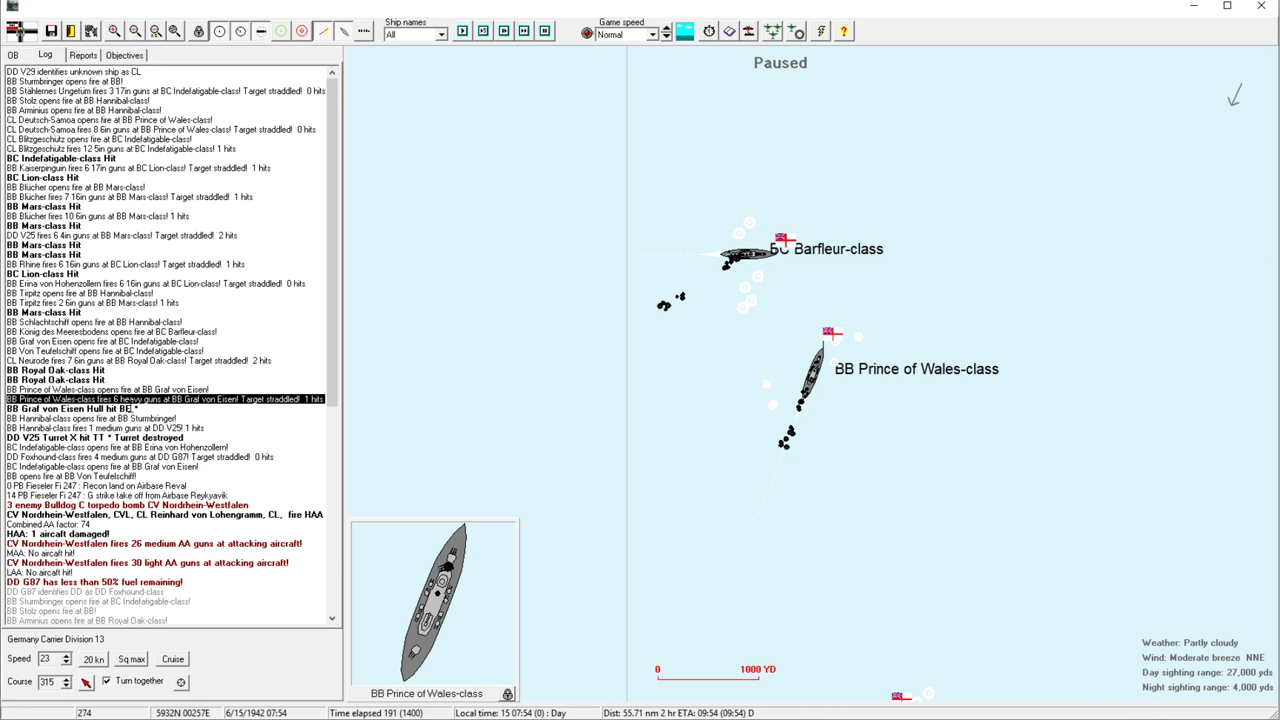 Ship names
All
Game speed
Normal
OB
Log
Reports
Objectives
DD V29 identifies unknown ship as CL
BB Sturmbringer opens fire at BB!
BB Stählernes Ungetüm fires 3 17in guns at BC Indefatigable-class! Target straddled! 0 hits
BB Stolz opens fire at BB Hannibal-class!
BB Arminius opens fire at BB Hannibal-class!
CL Deutsch-Samoa opens fire at BB Prince of Wales-class!
CL Deutsch-Samoa fires 8 6in guns at BB Prince of Wales-class! Target straddled! 0 hits
CL Blitzgeschütz opens fire at BC Indefatigable-class!
CL Blitzgeschütz fires 12 5in guns at BC Indefatigable-class! 1 hits
BC Indefatigable-class Hit
BB Kaiserpinguin fires 6 17in guns at BC Lion-class! Target straddled! 1 hits
BC Lion-class Hit
BB Blücher opens fire at BB Mars-class!
BB Blücher fires 7 16in guns at BB Mars-class! Target straddled! 1 hits
BB Mars-class Hit
BB Blücher fires 10 6in guns at BB Mars-class! 1 hits
BB Mars-class Hit
DD V25 fires 6 4in guns at BB Mars-class! Target straddled! 2 hits
BB Mars-class Hit
BB Mars-class Hit
BB Rhine fires 6 16in guns at BC Lion-class! Target straddled! 1 hits
BC Lion-class Hit
BB Erina von Hohenzollern fires 6 16in guns at BC Lion-class! Target straddled! 0 hits
BB Tirpitz opens fire at BB Hannibal-class!
BB Tirpitz fires 2 6in guns at BB Mars-class! 1 hits
BB Mars-class Hit
BB Schlachtschiff opens fire at BB Hannibal-class!
BB König des Meeresbodens opens fire at BC Barfleur-class!
BB Graf von Eisen opens fire at BC Indefatigable-class!
BB Von Teufelschiff opens fire at BC Indefatigable-class!
CL Neurode fires 7 6in guns at BB Royal Oak-class! Target straddled! 2 hits
BB Royal Oak-class Hit
BB Royal Oak-class Hit
BB Prince of Wales-class opens fire at BB Graf von Eisen!
BB Prince of Wales-class fires 6 heavy guns at BB Graf von Eisen! Target straddled! 1 hits
BB Graf von Eisen Hull hit BE *
BB Hannibal-class opens fire at BB Sturmbringer!
BB Hannibal-class fires 1 medium guns at DD V25! 1 hits
DD V25 Turret X hit TT * Turret destroyed
BC Indefatigable-class opens fire at BB Erina von Hohenzollern!
DD Foxhound-class fires 4 medium guns at DD G87! Target straddled! 0 hits
BC Indefatigable-class opens fire at BB Graf von Eisen!
BB opens fire at BB Von Teufelschiff!
0 PB Fieseler Fi 247 : Recon land on Airbase Reval
14 PB Fieseler Fi 247 : G strike take off from Airbase Reykyavik.
3 enemy Bulldog C torpedo bomb CV Nordrhein-Westfalen
CV Nordrhein-Westfalen, CVL, CL Reinhard von Lohengramm, CL, fire HAA
Combined AA factor: 74
HAA: 1 aircaft damaged!
CV Nordrhein-Westfalen fires 26 medium AA guns at attacking aircraft!
MAA: No aircaft hit!
CV Nordrhein-Westfalen fires 30 light AA guns at attacking aircraft!
LAA: No aircaft hit!
DD G87 has less than 50% fuel remaining!
DD G87 identifies DD as DD Foxhound-class
BB Sturmbringer opens fire at BC Indefatigable-class!
BB Stolz opens fire at BB!
BB Arminius opens fire at BB Royal Oak-class!
Germany Carrier Division 13
Speed
23
20 kn
Sq max
Cruise
Course
315
Turn together
Paused
BC Barfleur-class
BB Prince of Wales-class
BB Prince of Wales-class
0
1000 YD
Weather: Partly cloudy
Wind: Moderate breeze NNE
Day sighting range: 27,000 yds
Night sighting range: 4,000 yds
274
5932N 00257E
6/15/1942 07:54
Time elapsed 191 (1400)
Local time: 15 07:54 (0) : Day
Dist: 55.71 nm 2 hr ETA: 09:54 (09:54) D